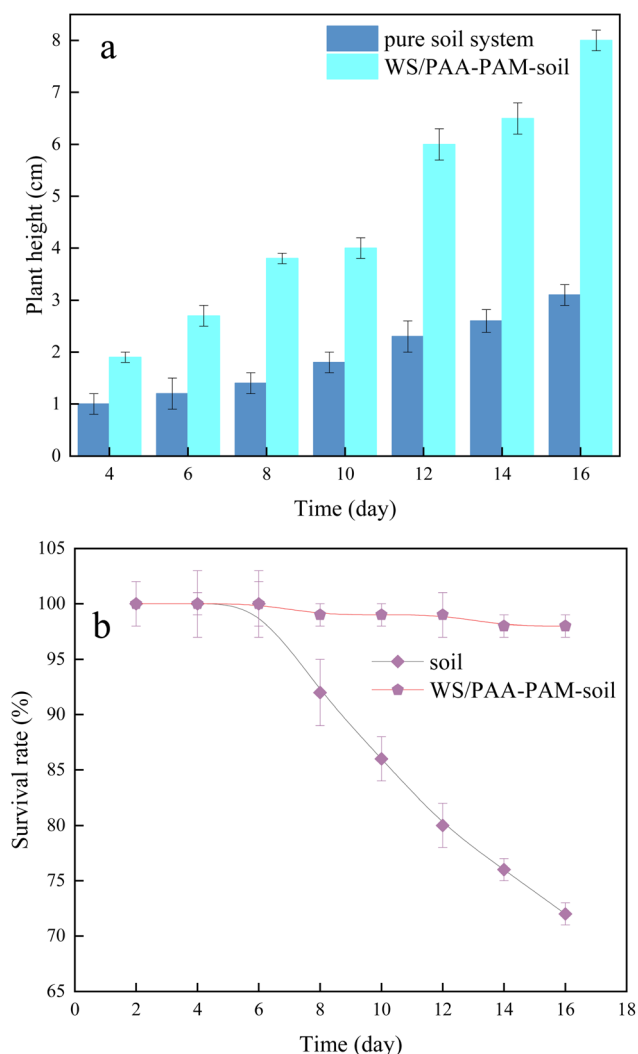 a
pure soil system
WS/PAA-PAM-soil
8
7
6
5
4
3
2
1
0
Plant height (cm)
4 6 8 10 12 14 16
Time (day)
105
100
95
90
85
80
75
70
65
Survival rate (%)
b
soil
WS/PAA-PAM-soil
0 2 4 6 8 10 12 14 16 18
Time (day)